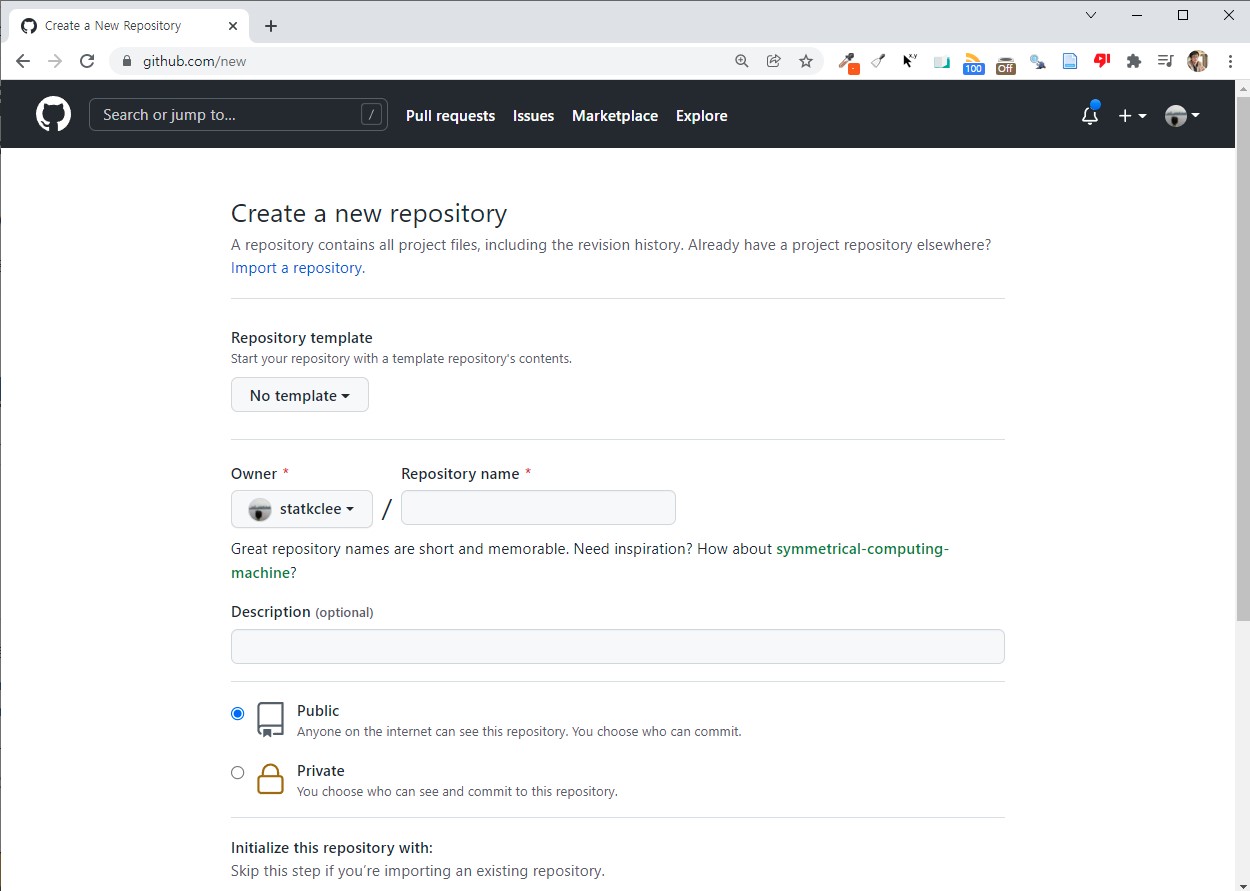 Create a New Repository
github.com/new
100
Off
Search or jump to...
/
Pull requests
Issues
Marketplace
Explore
Create a new repository
A repository contains all project files, including the revision history. Already have a project repository elsewhere?
Import a repository.
Repository template
Start your repository with a template repository's contents.
No template
Owner *
Repository name *
statkclee
/
Great repository names are short and memorable. Need inspiration? How about symmetrical-computing-
machine?
Description (optional)
Public
Anyone on the internet can see this repository. You choose who can commit.
Private
You choose who can see and commit to this repository.
Initialize this repository with:
Skip this step if you’re importing an existing repository.